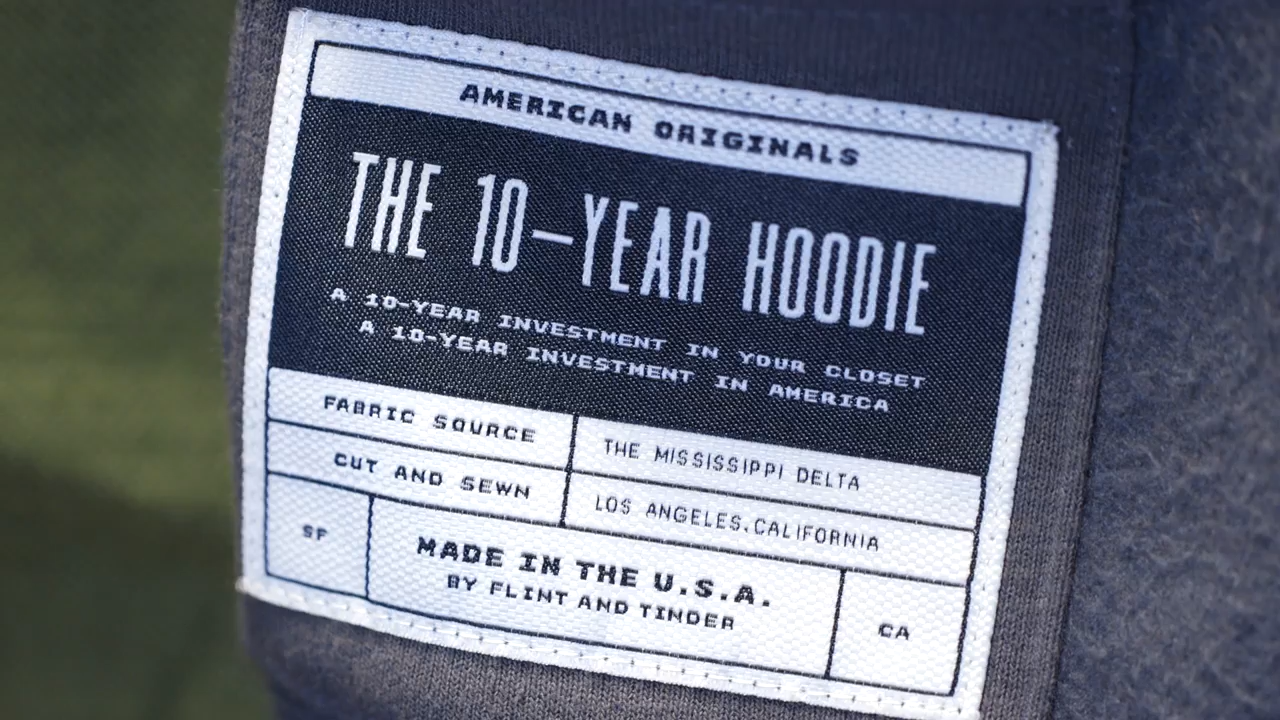 AMERICAN ORIGINALS
THE 10-YEAR HOODIE
A 10-YEAR INVESTMENT IN YOUR CLOSET
A 10-YEAR INVESTMENT IN AMERICA
FABRIC SOURCE THE MISSISSIPPI DELTA
CUT AND SEWN LOS ANGELES, CALIFORNIA
SF
MADE IN THE U.S.A.
BY FLINT AND TINDER
CA